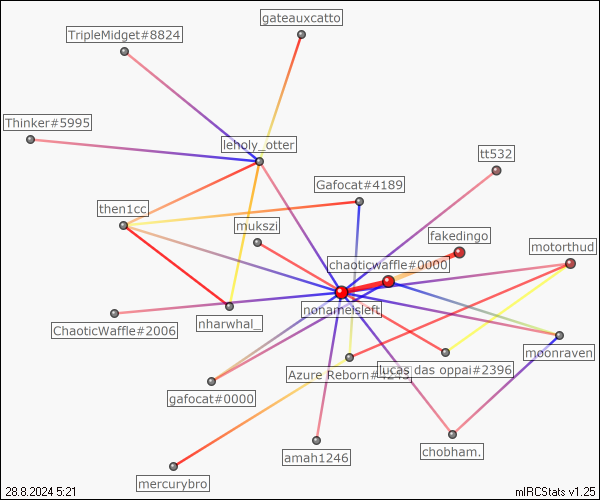 gateauxcatto
TripleMidget#8824
Thinker#5995
leholy_otter
tt532
Gafocat#4189
then1cc
mukszi
fakedingo
motorthud
chaoticwaffle#0000
nonameisleft
ChaoticWaffle#2006
nharwhal_
moonraven
Azure Reborn#4243
lucas das oppai#2396
gafocat#0000
chobham.
amah1246
mercurybro
28.8.2024 5:21
mIRCStats v1.25